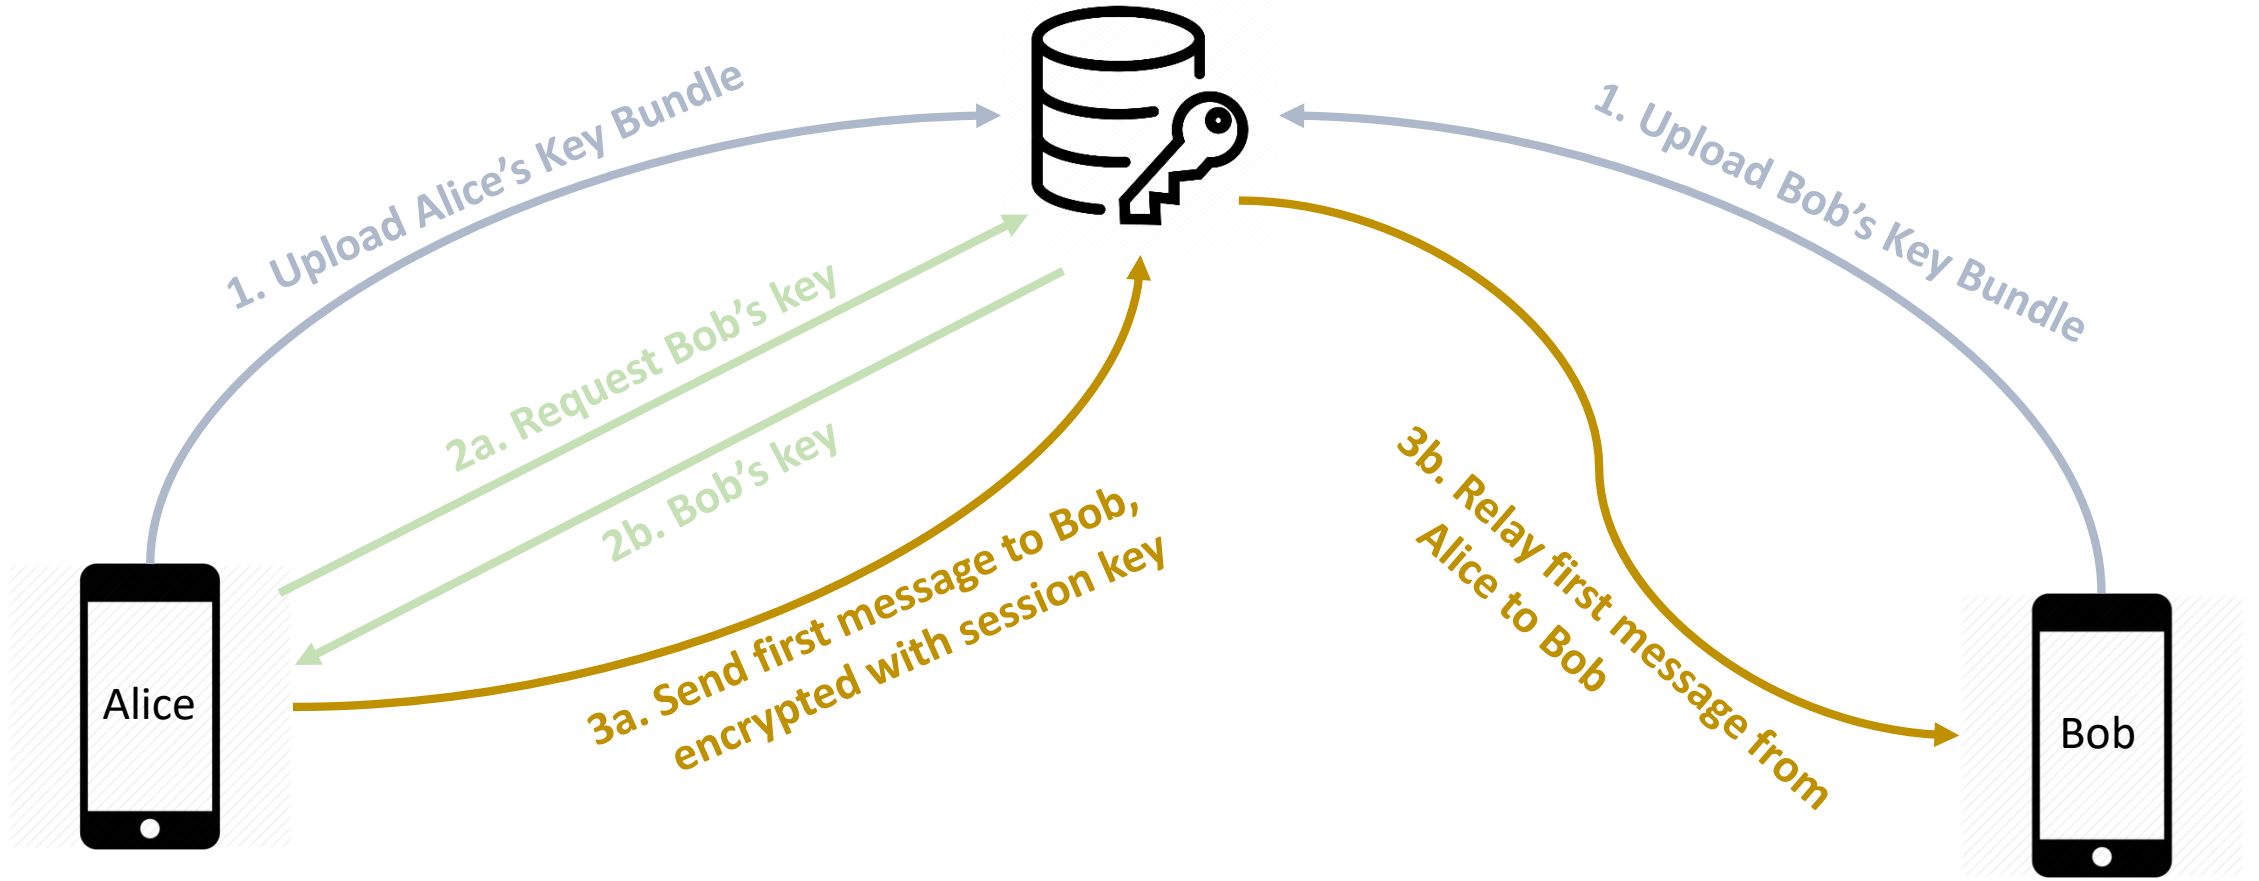 1. Upload Alice’s Key Bundle
1. Upload Bob’s Key Bundle
2a. Request Bob’s key
2b. Bob’s key
3a. Send first message to Bob,
encrypted with session key
3b. Relay first message from
Alice to Bob
Alice
Bob